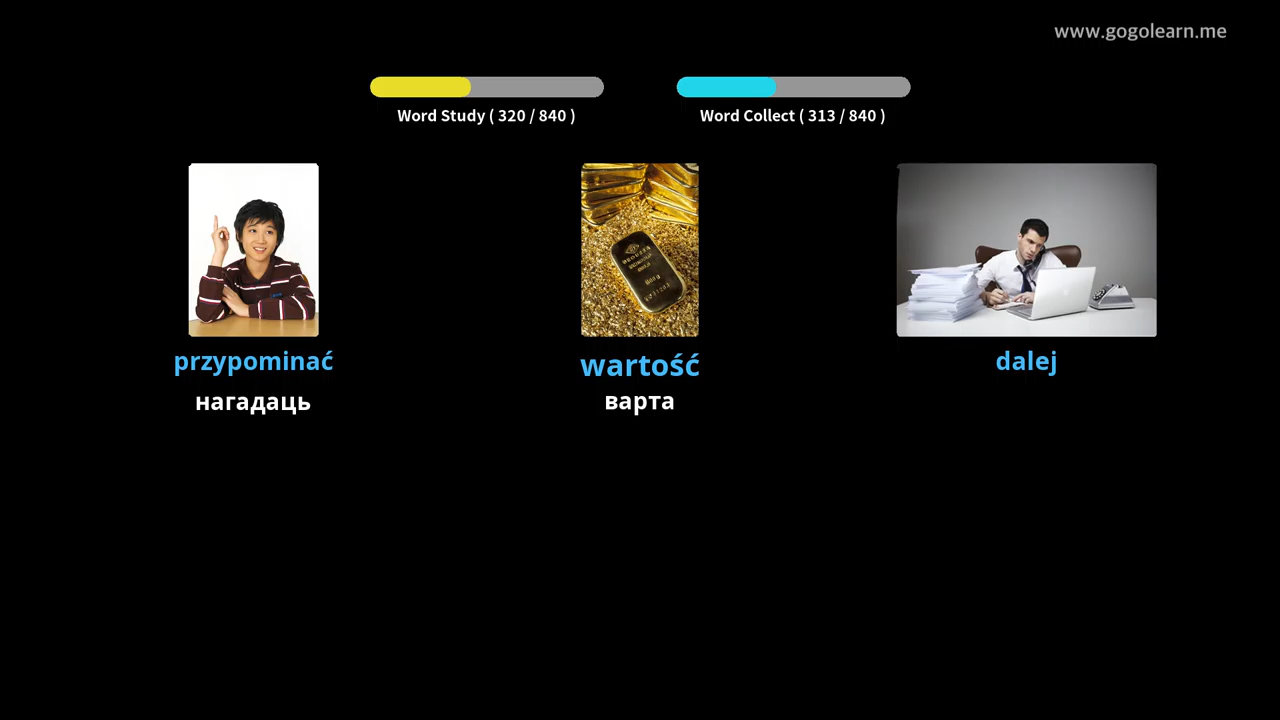 www.gogolearn.me
Word Study ( 320 / 840 )
Word Collect ( 313 / 840 )
przypominać
wartość
dalej
нагадаць
варта